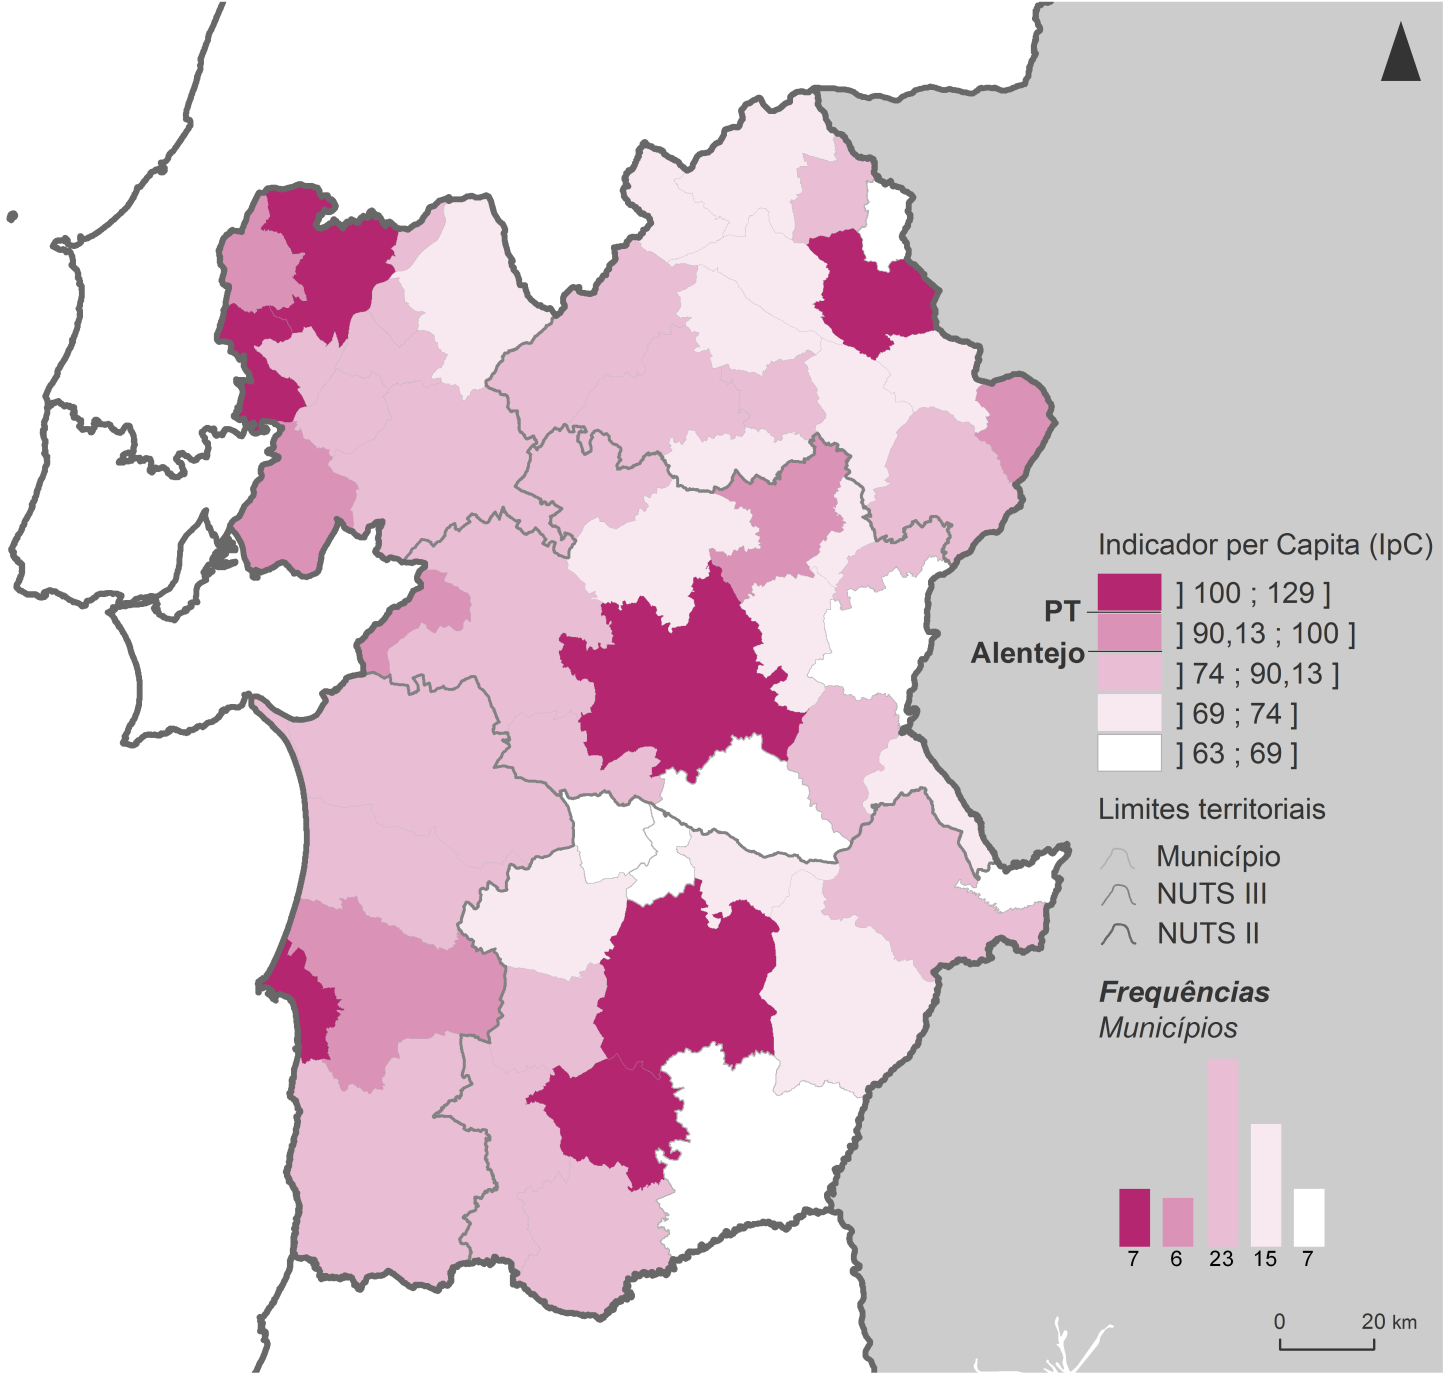 Indicador per Capita (IpC)
] 100 ; 129 ]
PT
] 90,13 ; 100 ]
Alentejo
] 74 ; 90,13 ]
] 69 ; 74 ]
] 63 ; 69 ]
Limites territoriais
Município
NUTS III
NUTS II
Frequências
Municípios
7 6 23 15 7
0 20 km